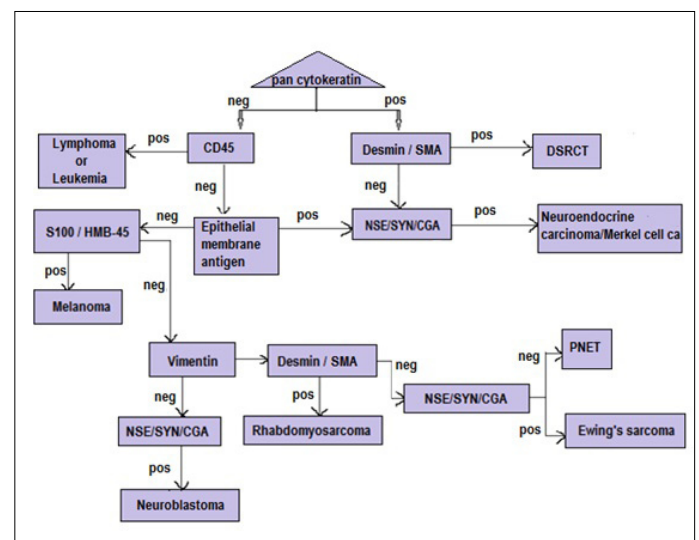 pan cytokeratin
neg
pos
Lymphoma
or
Leukemia
pos
CD45
Desmin / SMA
pos
DSRCT
neg
neg
S100 / HMB-45
neg
Epithelial
membrane
antigen
pos
NSE/SYN/CGA
pos
Neuroendocrine
carcinoma/Merkel cell ca
pos
neg
Melanoma
Vimentin
Desmin / SMA
neg
neg
PNET
neg
pos
NSE/SYN/CGA
NSE/SYN/CGA
Rhabdomyosarcoma
pos
Ewing's sarcoma
pos
Neuroblastoma